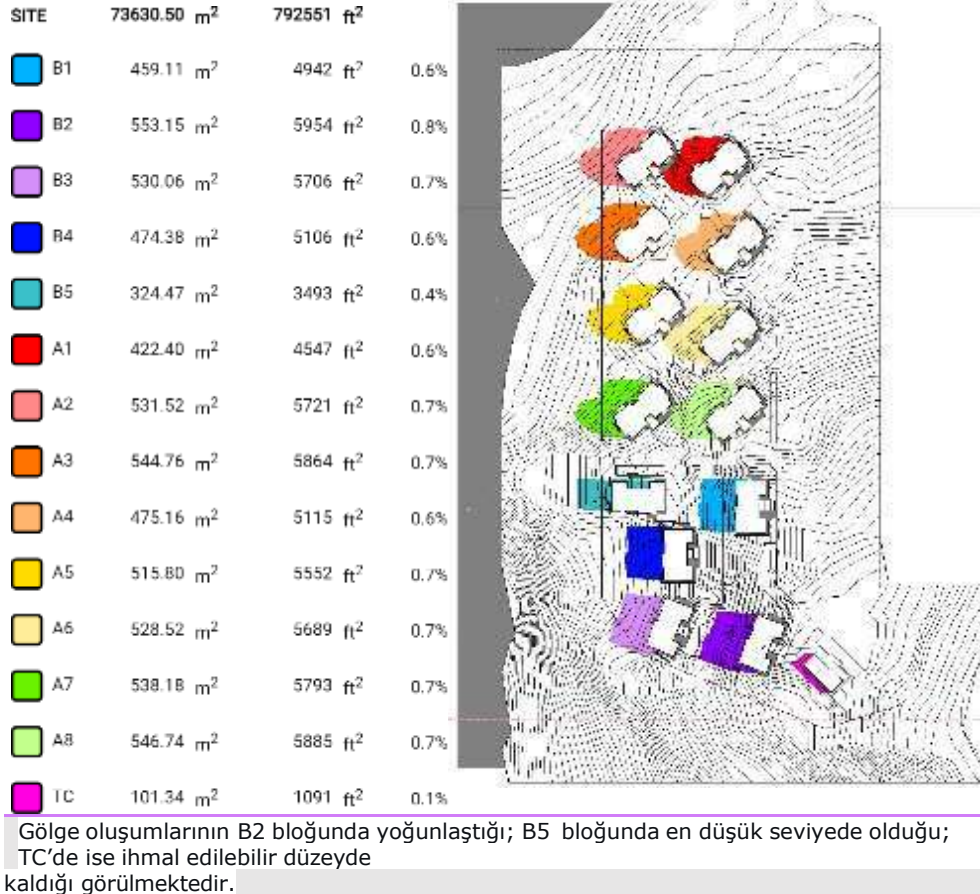 SITE 73630.50 m² 792551 ft²
B1 459.11 m² 4942 ft² 0.6%
B2 553.15 m² 5954 ft² 0.8%
B3 530.06 m² 5706 ft² 0.7%
B4 474.38 m² 5106 ft² 0.6%
B5 324.47 m² 3493 ft² 0.4%
A1 422.40 m² 4547 ft² 0.6%
A2 531.52 m² 5721 ft² 0.7%
A3 544.76 m² 5864 ft² 0.7%
A4 475.16 m² 5115 ft² 0.6%
A5 515.80 m² 5552 ft² 0.7%
A6 528.52 m² 5689 ft² 0.7%
A7 538.18 m² 5793 ft² 0.7%
A8 546.74 m² 5885 ft² 0.7%
TC 101.34 m² 1091 ft² 0.1%
Gölge oluşumlarının B2 bloğunda yoğunlaştığı; B5 bloğunda en düşük seviyede olduğu;
TC’de ise ihmal edilebilir düzeyde
kaldığı görülmektedir.